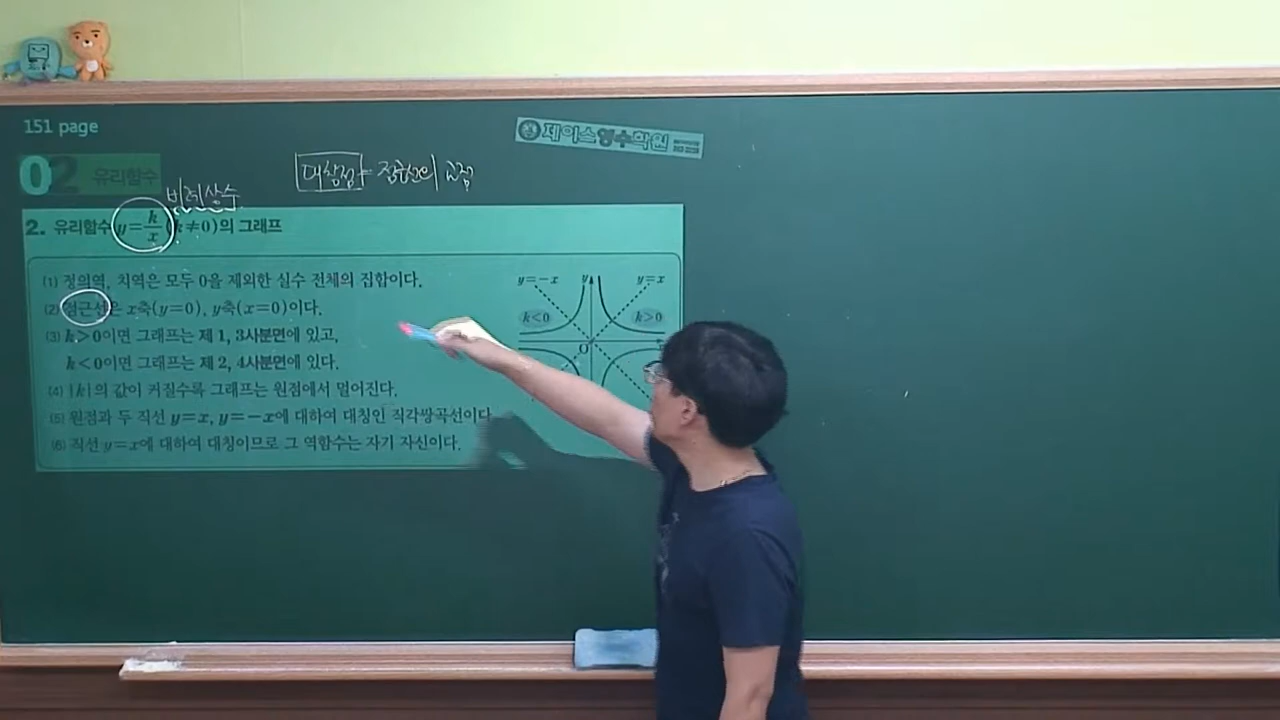 151 page
제이스영수학원
02 유리함수
대칭점 = 점근선의 교점
비례상수
2. 유리함수 y=k/x (k≠0)의 그래프
(1) 정의역, 치역은 모두 0을 제외한 실수 전체의 집합이다.
(2) 점근선은 x축(y=0), y축(x=0)이다.
(3) k>0이면 그래프는 제 1, 3사분면에 있고,
k<0이면 그래프는 제 2, 4사분면에 있다.
(4) |k|의 값이 커질수록 그래프는 원점에서 멀어진다.
(5) 원점과 두 직선 y=x, y=-x에 대하여 대칭인 직각쌍곡선이다
(6) 직선 y=x에 대하여 대칭이므로 그 역함수는 자기 자신이다.
y=-x y y=x
k<0 k>0
O